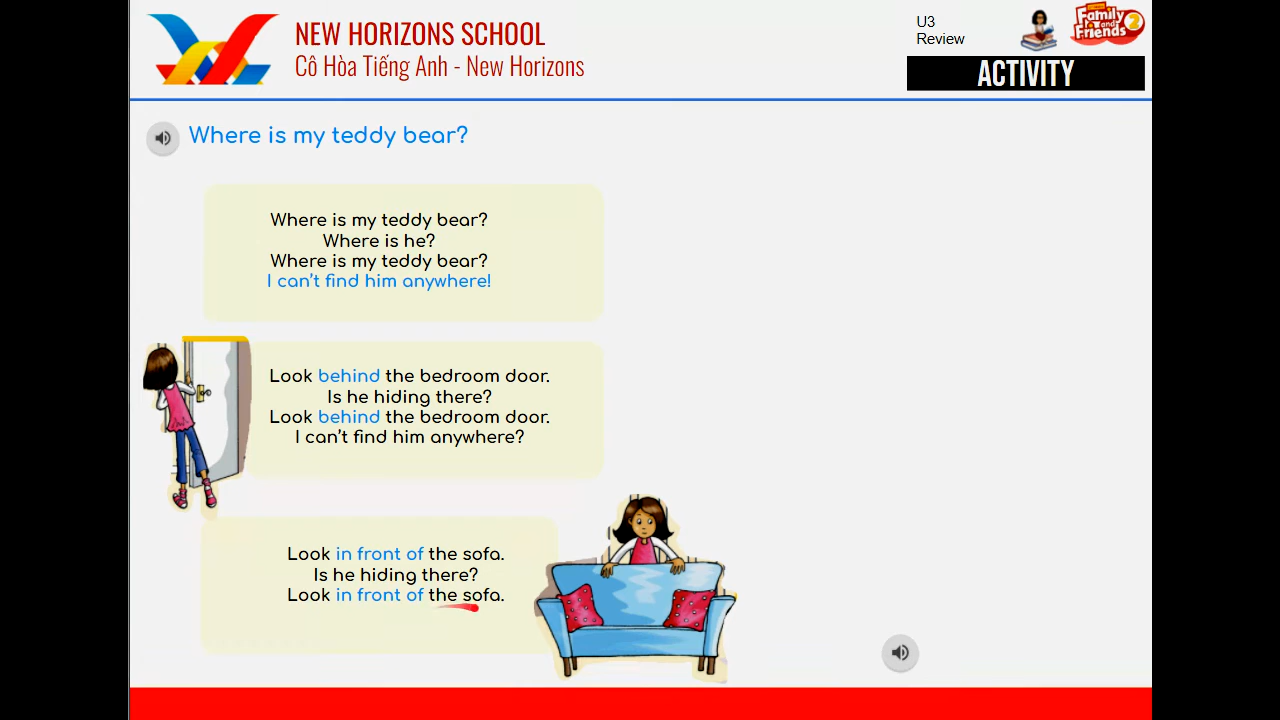 NEW HORIZONS SCHOOL
Cô Hòa Tiếng Anh - New Horizons
U3
Review
Family and Friends 2
ACTIVITY
Where is my teddy bear?
Where is my teddy bear?
Where is he?
Where is my teddy bear?
I can't find him anywhere!
Look behind the bedroom door.
Is he hiding there?
Look behind the bedroom door.
I can't find him anywhere?
Look in front of the sofa.
Is he hiding there?
Look in front of the sofa.